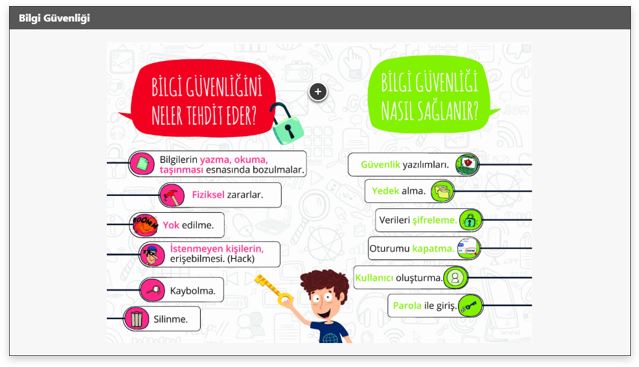 Bilgi Güvenliği
BİLGİ GÜVENLİĞİNİ
NELER TEHDİT EDER?
Bilgilerin yazma, okuma,
taşınması esnasında bozulmalar.
Fiziksel zararlar.
BOOM!
Yok edilme.
İstenmeyen kişilerin,
erişebilmesi. (Hack)
Kaybolma.
Silinme.
+
BİLGİ GÜVENLİĞİ
NASIL SAĞLANIR?
Güvenlik yazılımları.
Yedek alma.
Verileri şifreleme.
Oturumu kapatma.
Kullanıcı oluşturma.
Parola ile giriş.